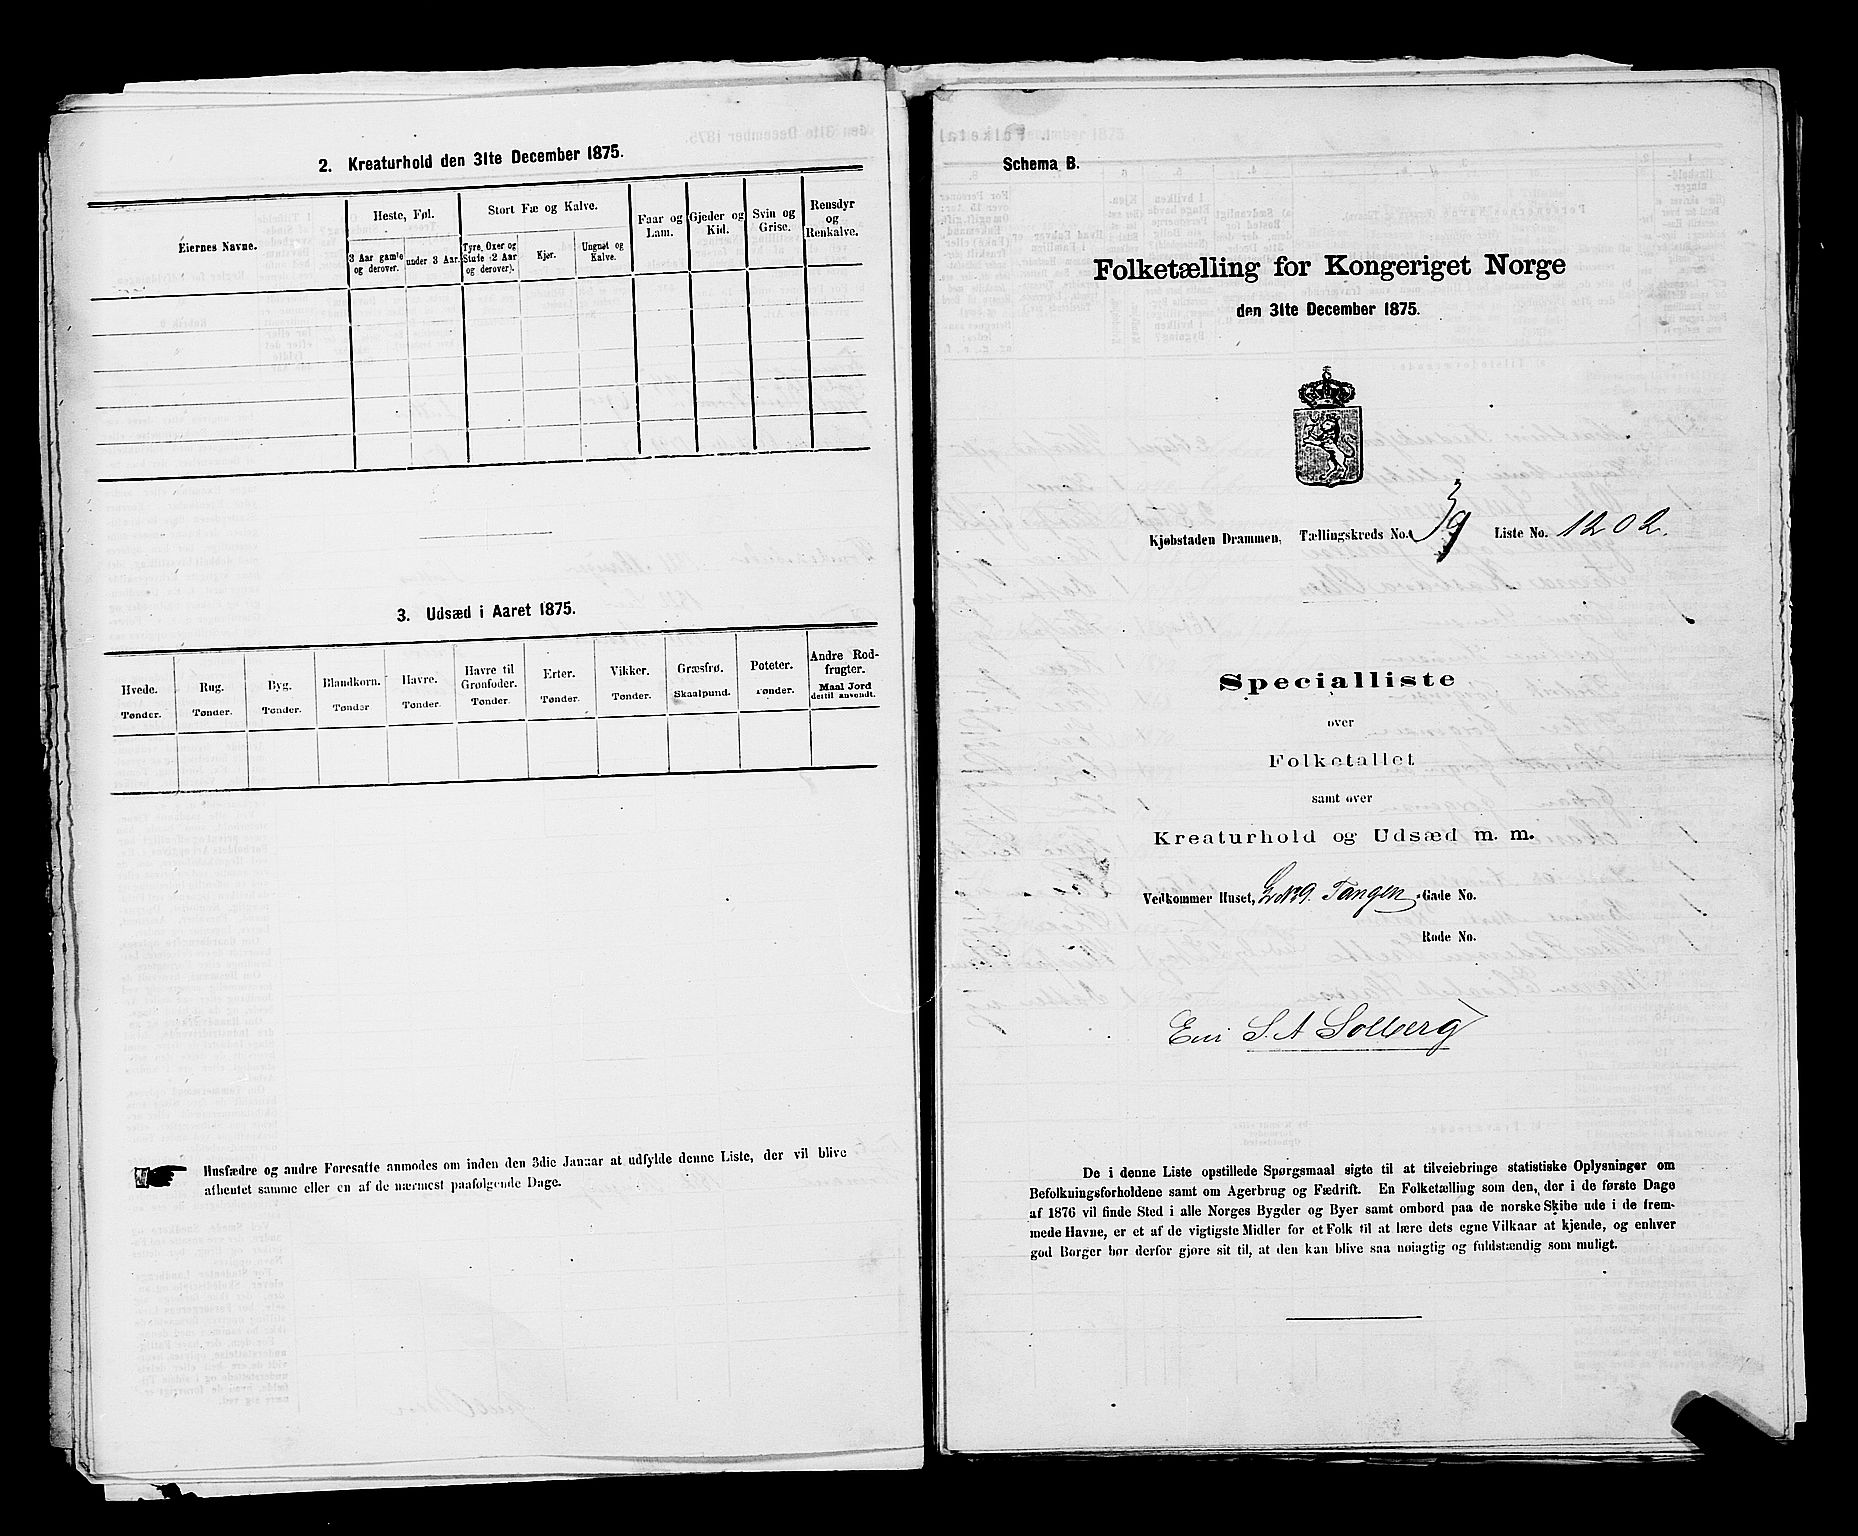 2. Kreaturhold den 31te December 1875.
Eiernes Navne.
Heste, Føl.
3 Aar gamle og derover.
under 3 Aar.
Stort Fæ og Kalve.
Tyre, Oxer og Stude (2 Aar og derover).
Kjør.
Ungnøt og Kalve.
Faar og Lam.
Gjeder og Kid.
Svin og Grise.
Rensdyr og Renkalve.
3. Udsæd i Aaret 1875.
Hvede. Tønder.
Rug. Tønder.
Byg. Tønder.
Blandkorn. Tønder
Havre. Tønder.
Havre til Grønfoder. Tønder.
Erter. Tønder.
Vikker. Tønder.
Græsfrø. Skaalpund.
Poteter. Tønder.
Andre Rodfrugter. Maal Jord dertil anvendt.
Husfædre og andre Foresatte anmodes om inden den 3die Januar at udfylde denne Liste, der vil blive
afhentet samme eller en af de nærmest paafølgende Dage.
Schema B.
Folketælling for Kongeriget Norge
den 31te December 1875.
Kjøbstaden Drammen, Tællingskreds No. 39 Liste No. 1202.
Specialliste
over
Folketallet
samt over
Kreaturhold og Udsæd m. m.
Vedkommer Huset, Tangen Gade No.
Rode No.
S. A Solberg
De i denne Liste opstillede Spørgsmaal sigte til at tilveiebringe statistiske Oplysninger om
Befolkningsforholdene samt om Agerbrug og Fædrift. En Folketælling som den, der i de første Dage
af 1876 vil finde Sted i alle Norges Bygder og Byer samt ombord paa de norske Skibe ude i de frem-
mede Havne, er et af de vigtigste Midler for et Folk til at lære dets egne Vilkaar at kjende, og enhver
god Borger bør derfor gjøre sit til, at den kan blive saa nøiagtig og fuldstændig som muligt.